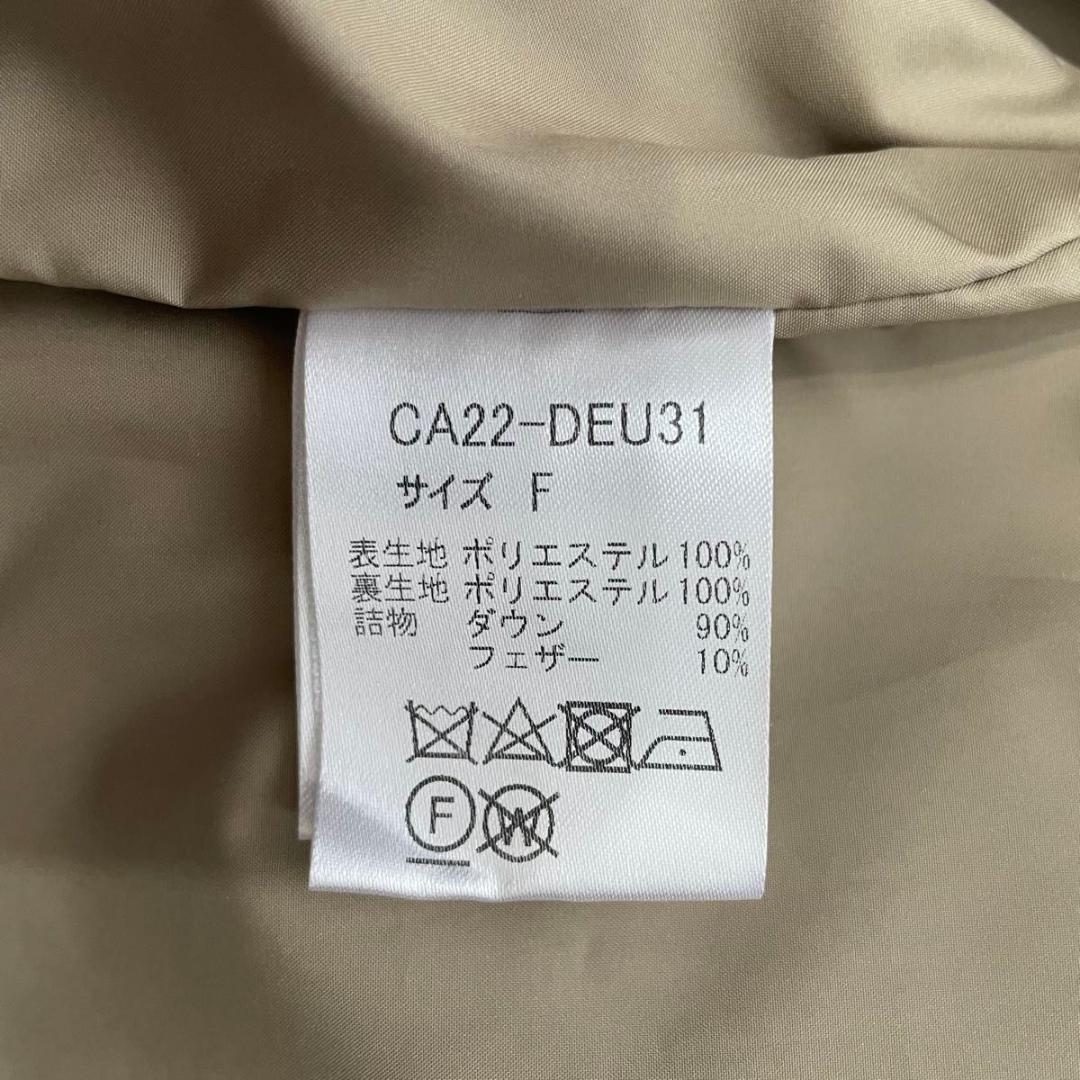 CA22-DEU31
サイズ F
表生地 ポリエステル 100%
裏生地 ポリエステル 100%
詰物 ダウン 90%
フェザー 10%
F W